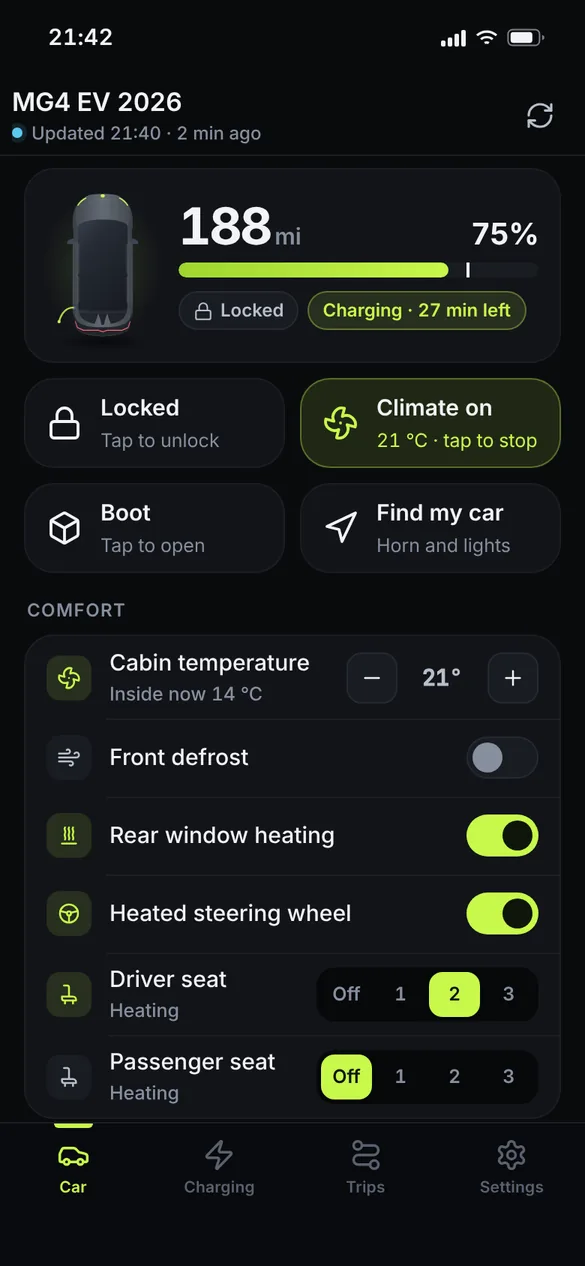 21:42
MG4 EV 2026
Updated 21:40 · 2 min ago
188 mi 75%
Locked
Charging · 27 min left
Locked
Tap to unlock
Climate on
21 °C · tap to stop
Boot
Tap to open
Find my car
Horn and lights
COMFORT
Cabin temperature
Inside now 14 °C
− 21° +
Front defrost
Rear window heating
Heated steering wheel
Driver seat
Heating
Off 1 2 3
Passenger seat
Heating
Off 1 2 3
Car Charging Trips Settings